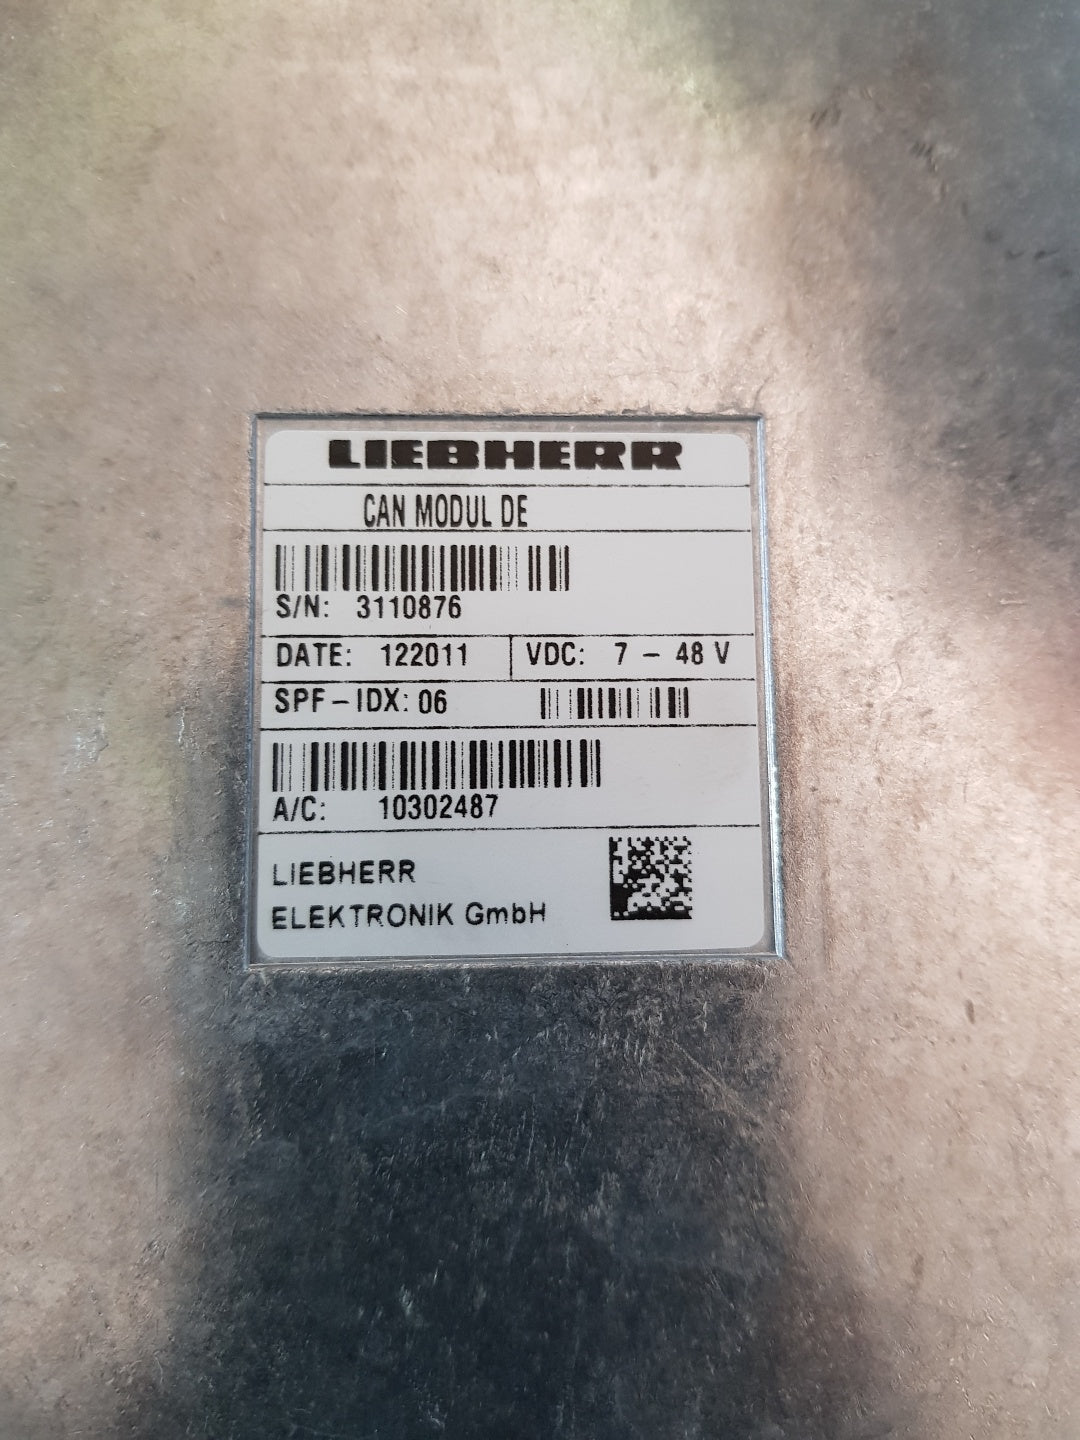 LIEBHERR
CAN MODUL DE
S/N: 3110876
DATE: 122011 VDC: 7 - 48 V
SPF-IDX: 06
A/C: 10302487
LIEBHERR
ELEKTRONIK GmbH